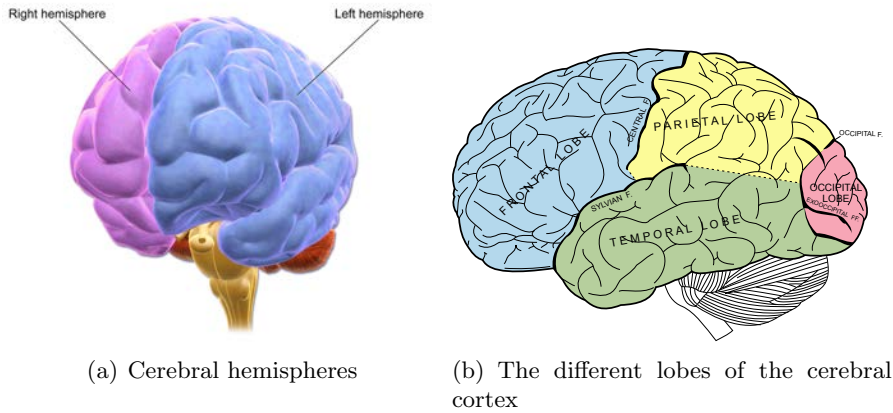 Right hemisphere
Left hemisphere
(a) Cerebral hemispheres
FRONTAL LOBE
CENTRAL F.
PARIETAL LOBE
OCCIPITAL F.
OCCIPITAL
LOBE
EXOOCCIPITAL FF.
SYLVIAN F.
TEMPORAL LOBE
(b) The different lobes of the cerebral
cortex